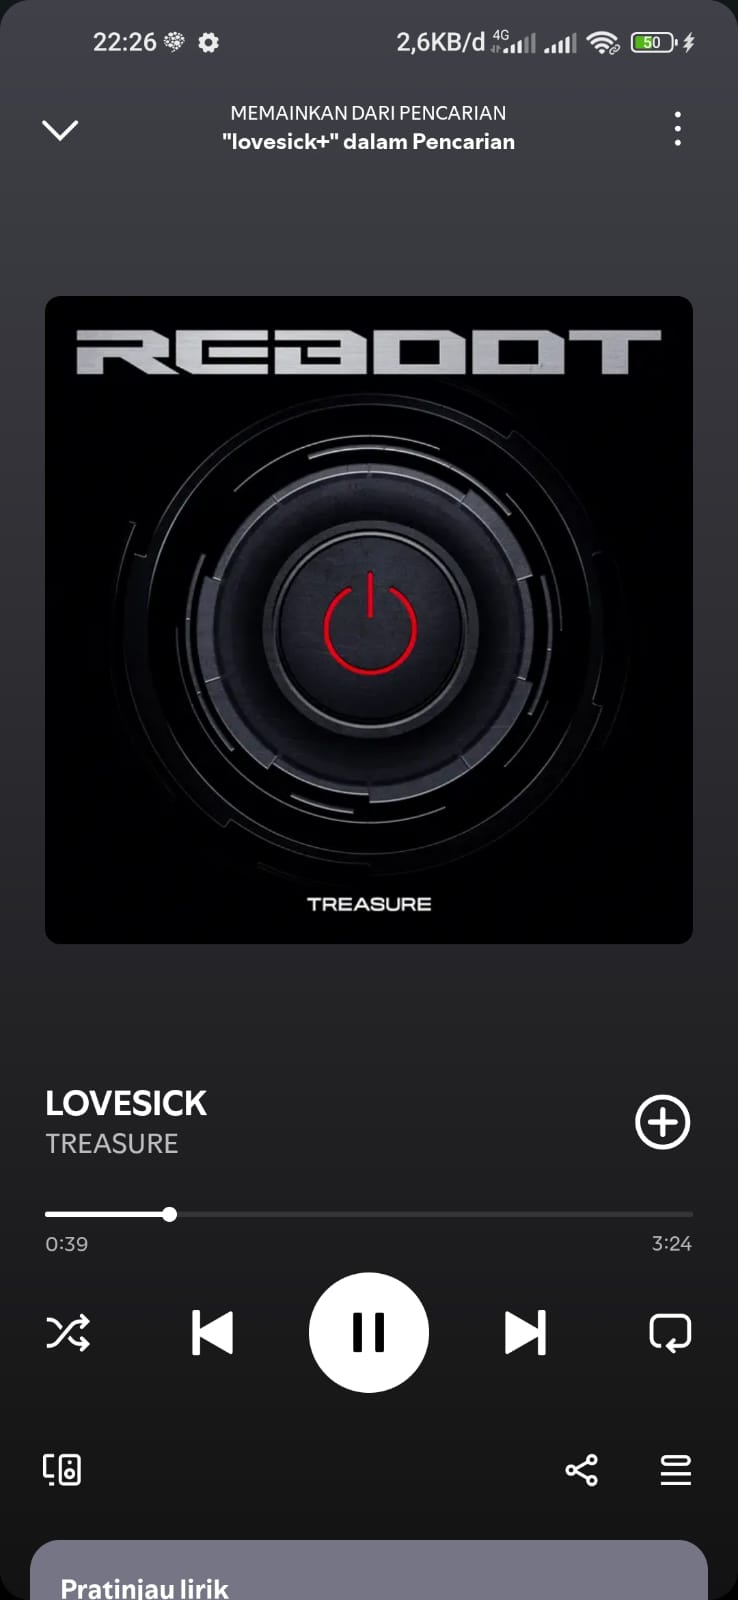 22:26 2,6KB/d 4G 50
MEMAINKAN DARI PENCARIAN
"lovesick+" dalam Pencarian
REBOOT
TREASURE
LOVESICK
TREASURE
0:39 3:24
Pratinjau lirik